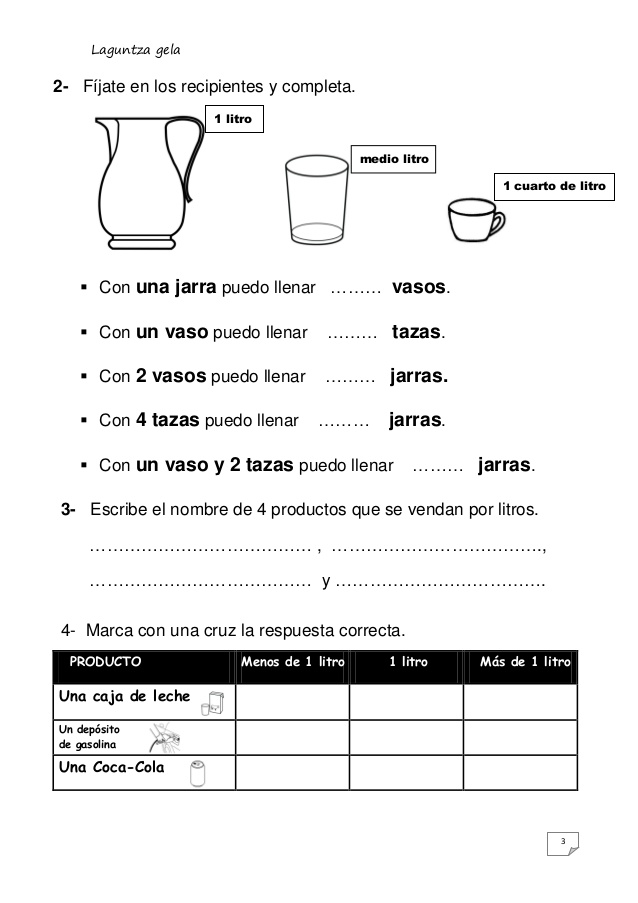 Laguntza gela
2- Fíjate en los recipientes y completa.
1 litro
medio litro
1 cuarto de litro
▪ Con una jarra puedo llenar ……… vasos.
▪ Con un vaso puedo llenar ……… tazas.
▪ Con 2 vasos puedo llenar ……… jarras.
▪ Con 4 tazas puedo llenar ……… jarras.
▪ Con un vaso y 2 tazas puedo llenar ……… jarras.
3- Escribe el nombre de 4 productos que se vendan por litros.
………………………………… , ……………………………….,
………………………………… y ……………………………….
4- Marca con una cruz la respuesta correcta.
PRODUCTO Menos de 1 litro 1 litro Más de 1 litro
Una caja de leche
Un depósito
de gasolina
Una Coca-Cola
3